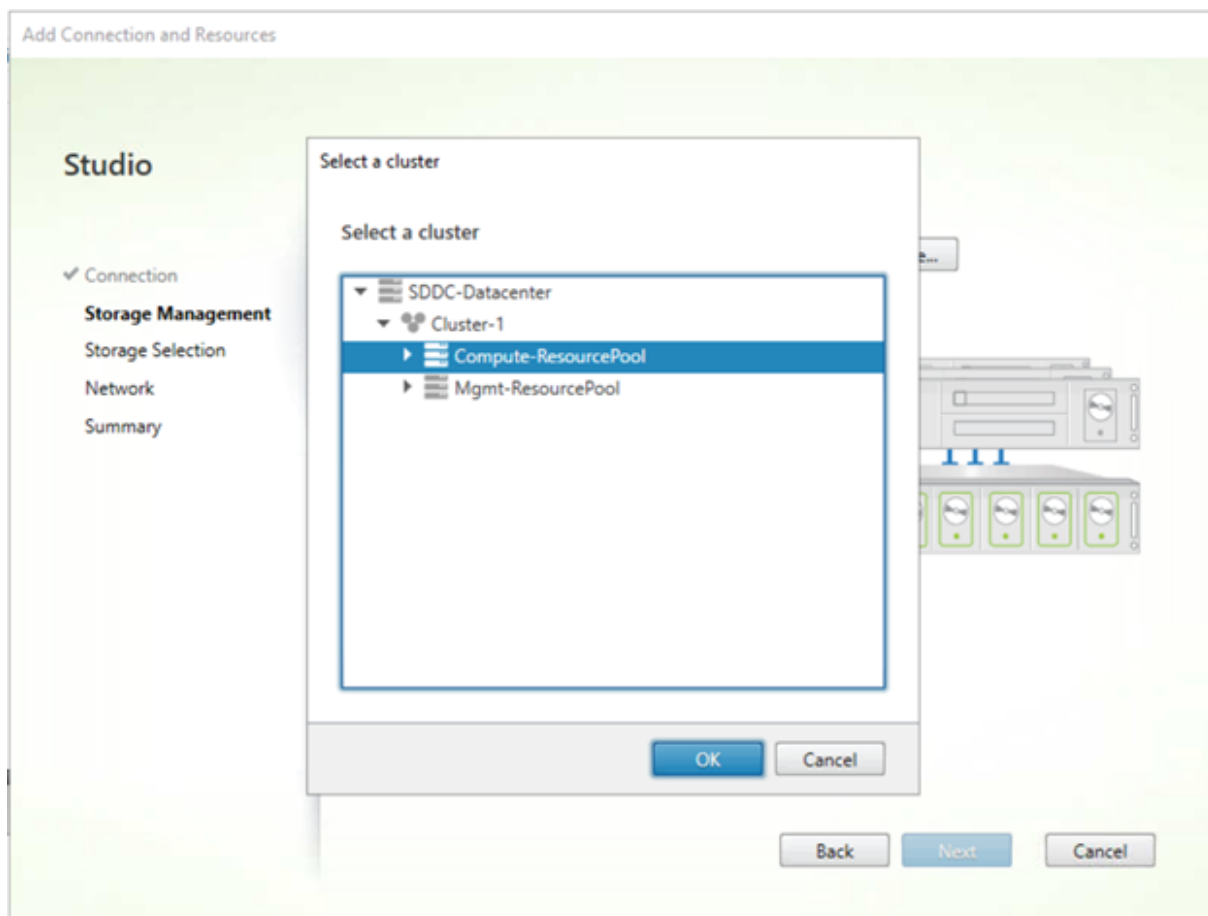 Add Connection and Resources
Studio
Connection
Storage Management
Storage Selection
Network
Summary
Select a cluster
Select a cluster
SDDC-Datacenter
Cluster-1
Compute-ResourcePool
Mgmt-ResourcePool
OK
Cancel
Back
Next
Cancel